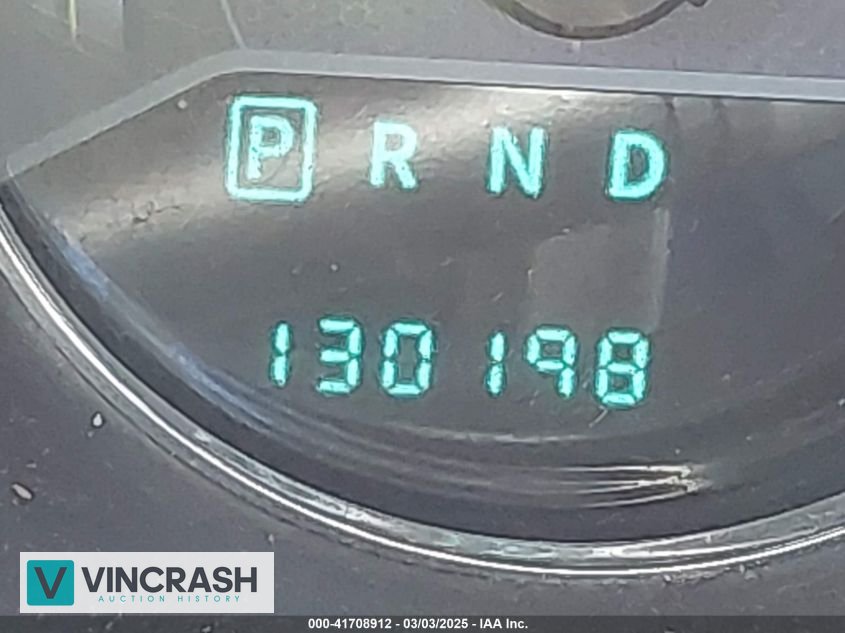 P R N D
130198
VINCRASH
AUCTION HISTORY
000-41708912 - 03/03/2025 - IAA Inc.